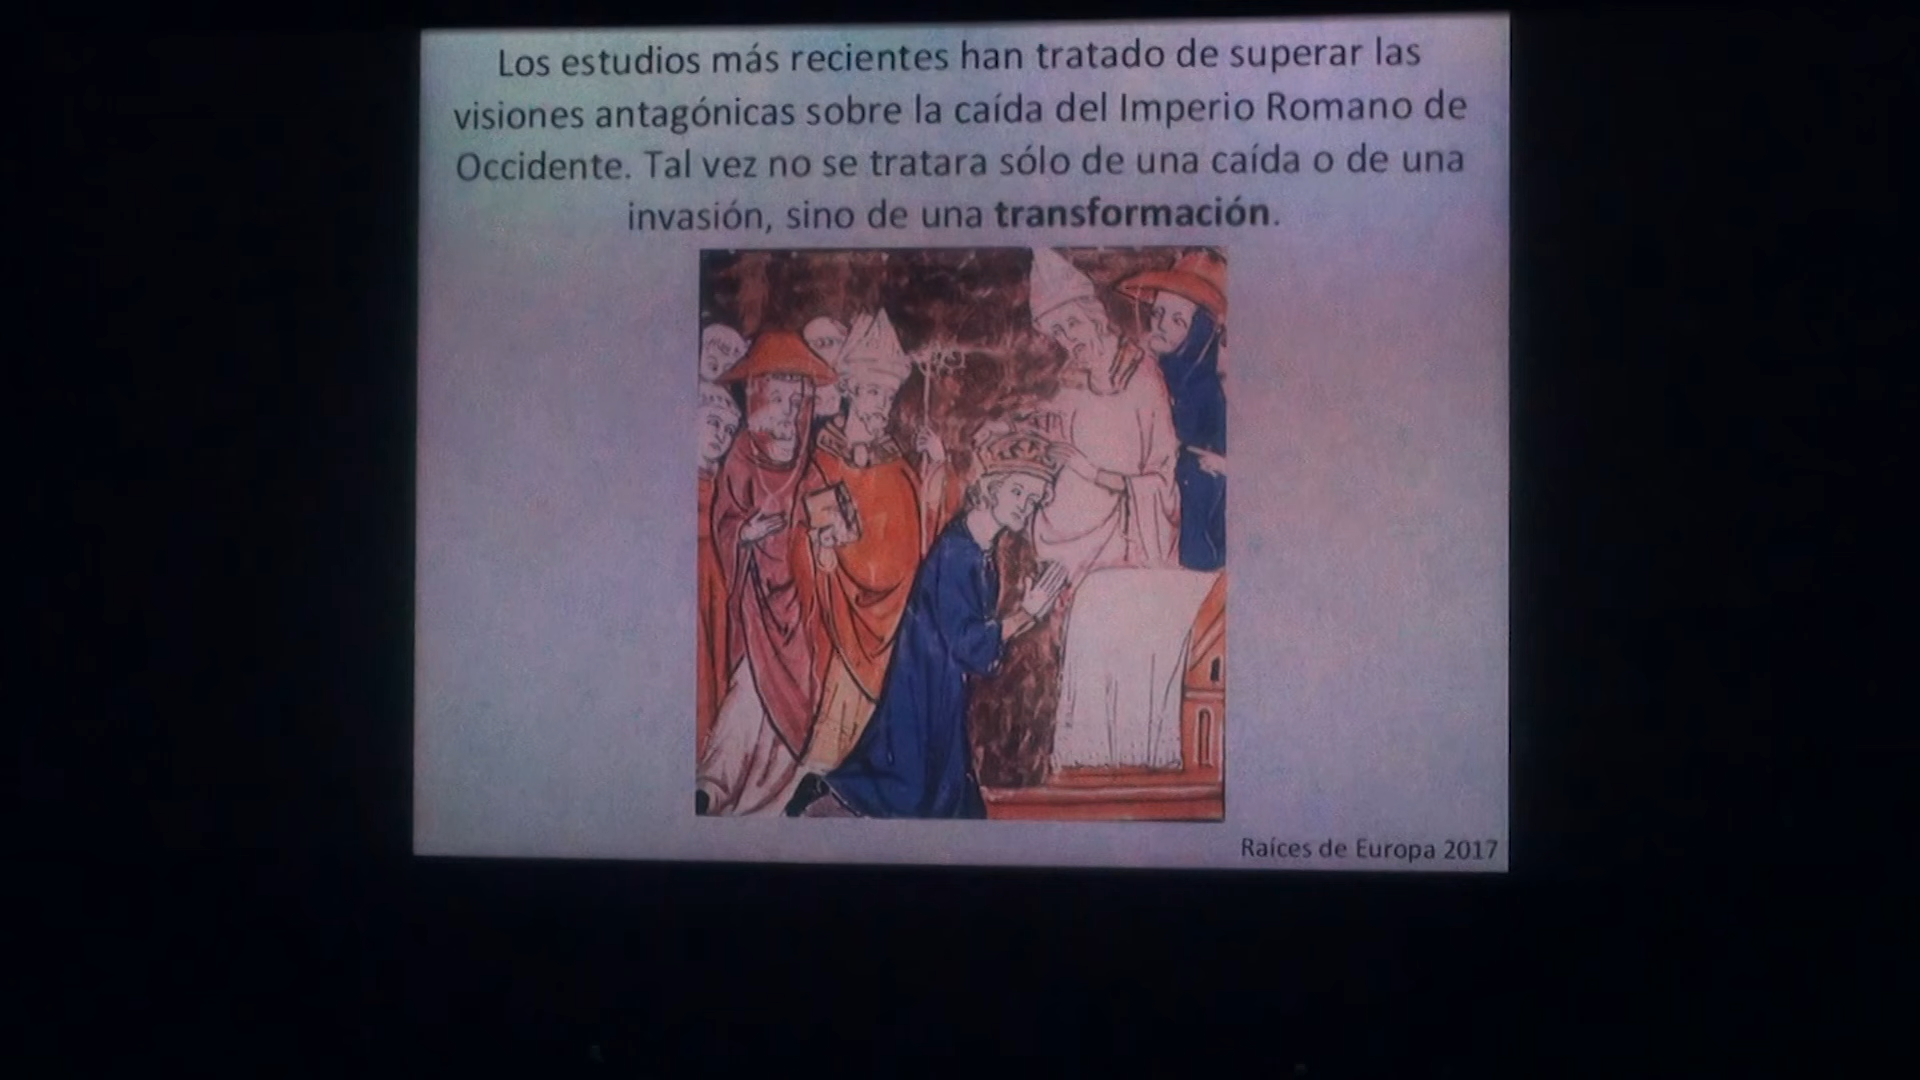 Los estudios más recientes han tratado de superar las
visiones antagónicas sobre la caída del Imperio Romano de
Occidente. Tal vez no se tratara sólo de una caída o de una
invasión, sino de una transformación.
Raíces de Europa 2017